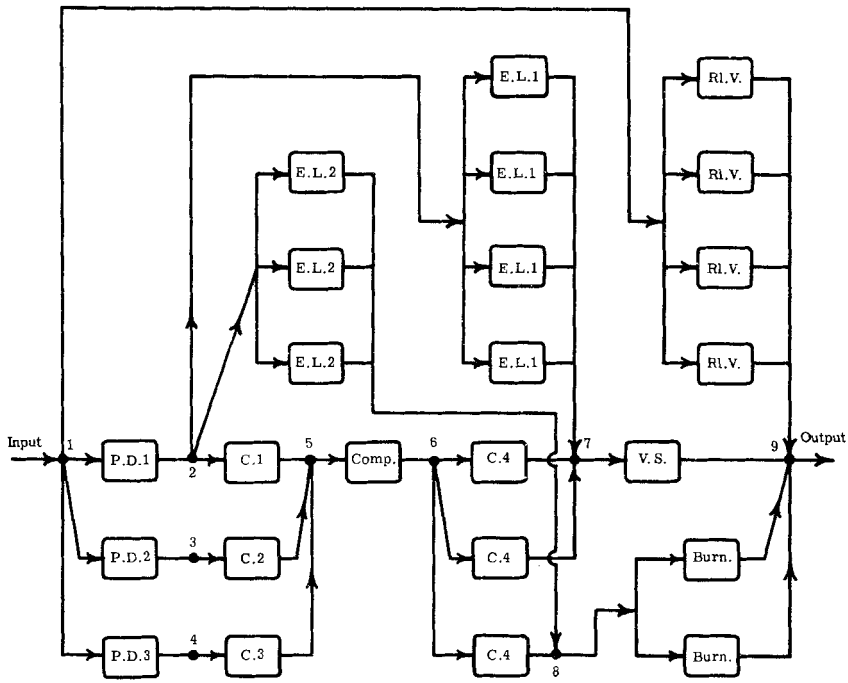 E.L.1
Rl.V.
E.L.2
E.L.1
Rl.V.
E.L.2
E.L.1
Rl.V.
E.L.2
E.L.1
Rl.V.
Input
1
P.D.1
2
C.1
5
Comp.
6
C.4
7
V.S.
9
Output
P.D.2
3
C.2
C.4
Burn.
P.D.3
4
C.3
C.4
8
Burn.